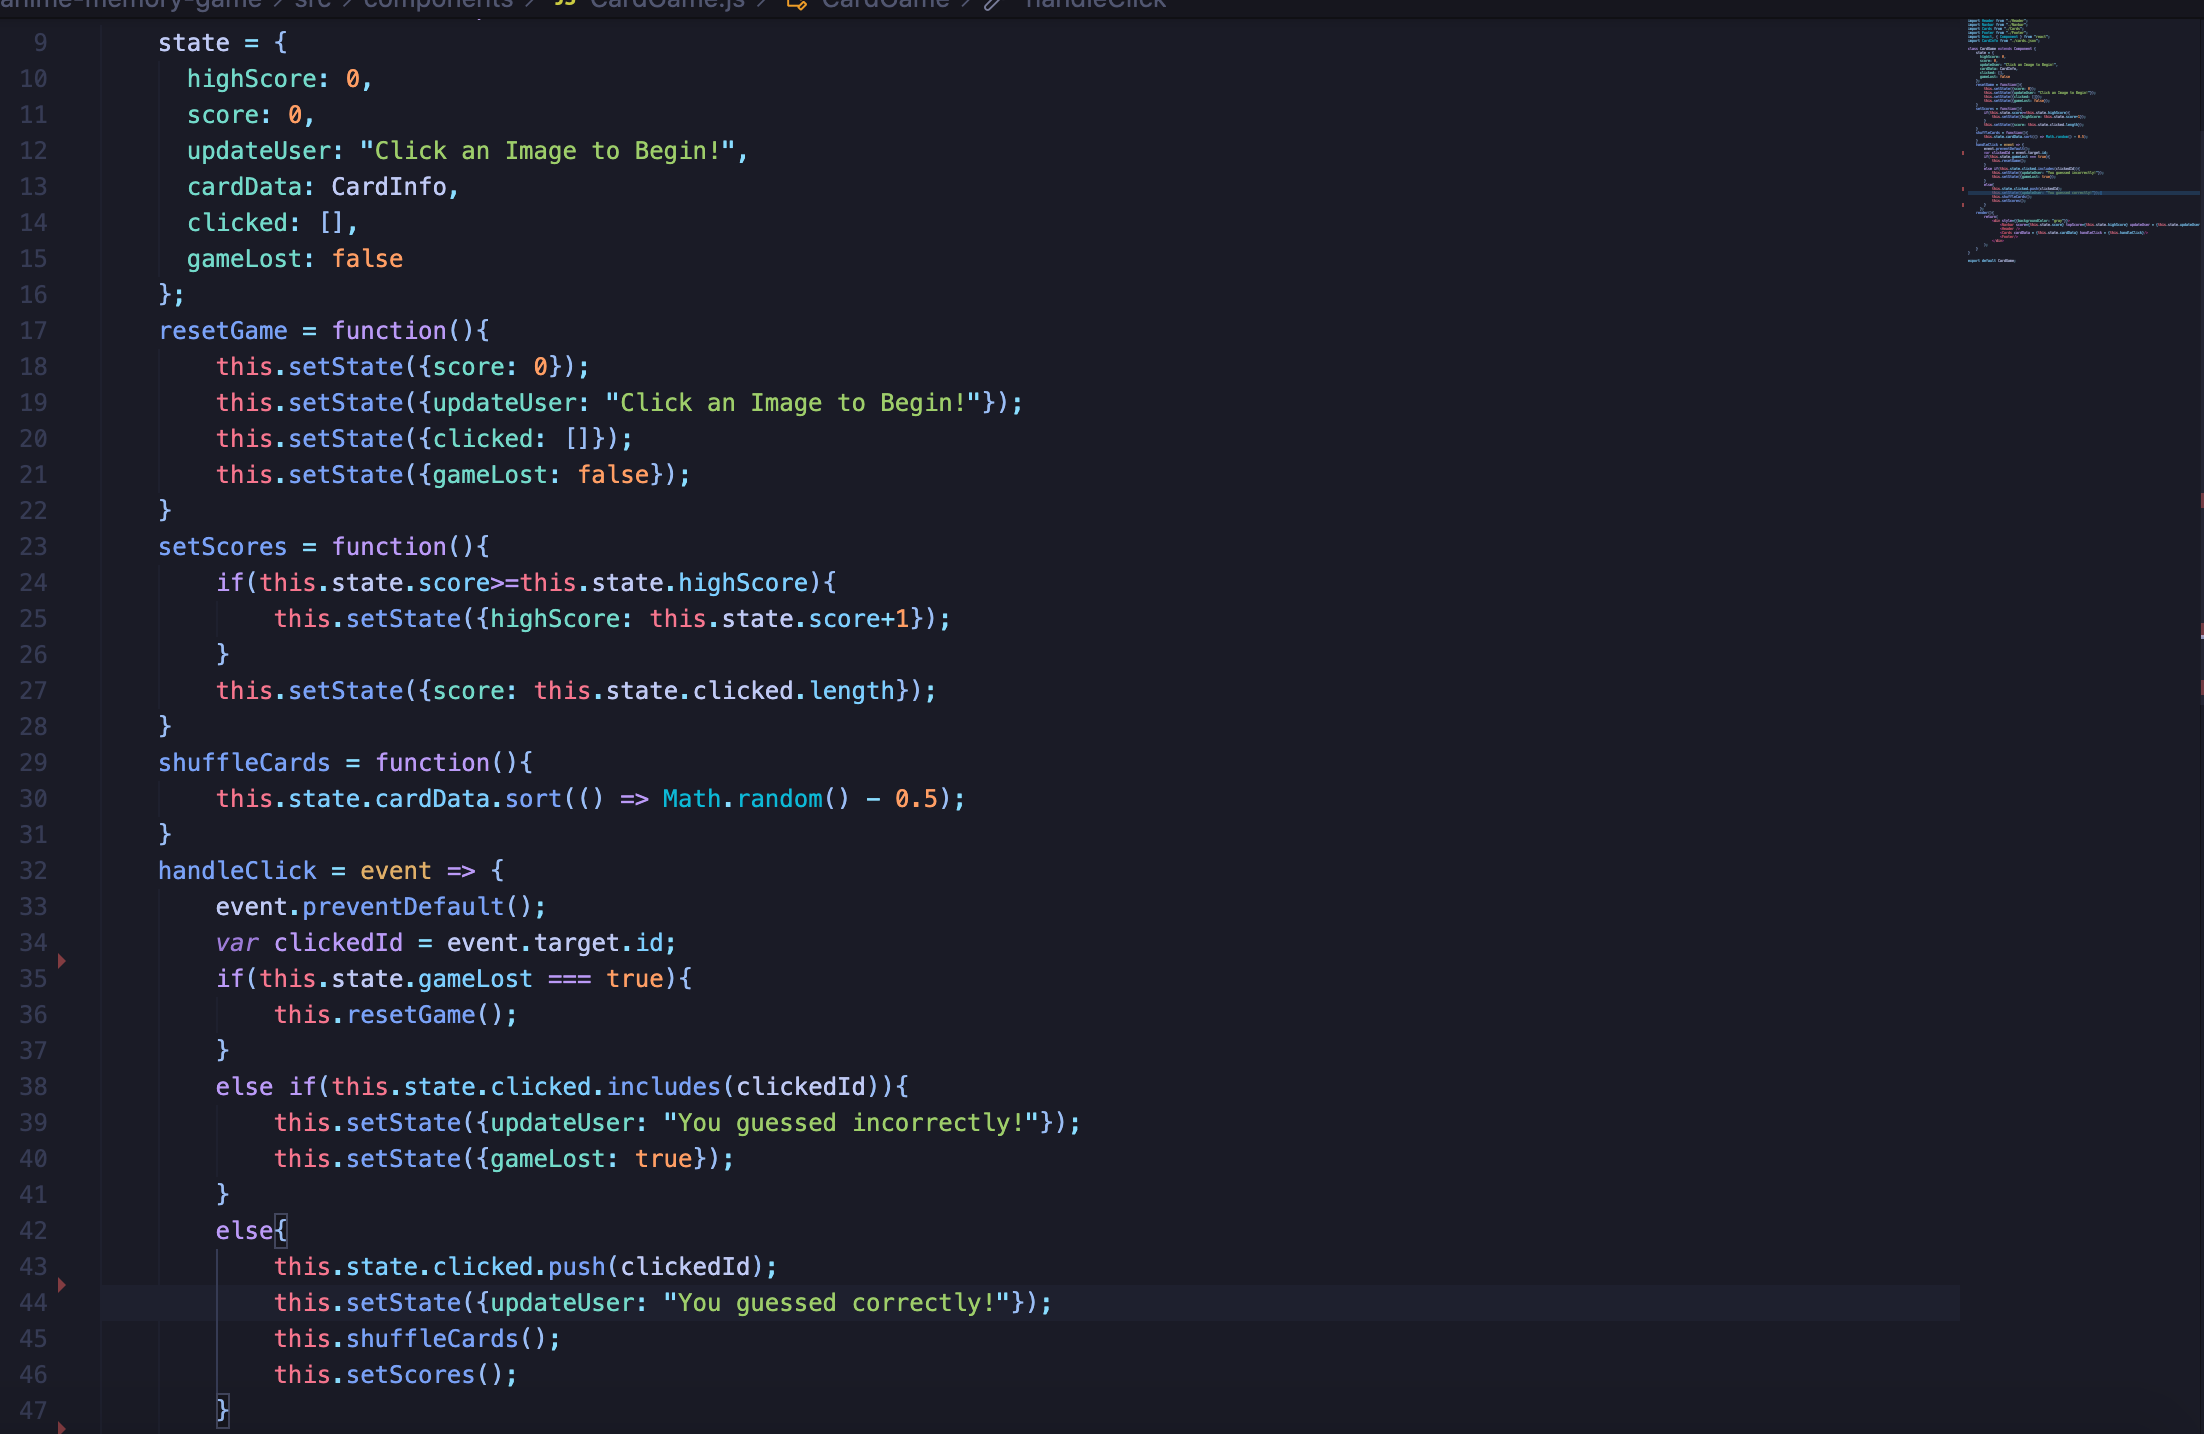 anime-memory-game > src > components > JS CardGame.js > CardGame > handleClick
9 state = {
10 highScore: 0,
11 score: 0,
12 updateUser: "Click an Image to Begin!",
13 cardData: CardInfo,
14 clicked: [],
15 gameLost: false
16 };
17 resetGame = function(){
18 this.setState({score: 0});
19 this.setState({updateUser: "Click an Image to Begin!"});
20 this.setState({clicked: []});
21 this.setState({gameLost: false});
22 }
23 setScores = function(){
24 if(this.state.score>=this.state.highScore){
25 this.setState({highScore: this.state.score+1});
26 }
27 this.setState({score: this.state.clicked.length});
28 }
29 shuffleCards = function(){
30 this.state.cardData.sort(() => Math.random() - 0.5);
31 }
32 handleClick = event => {
33 event.preventDefault();
34 var clickedId = event.target.id;
35 if(this.state.gameLost === true){
36 this.resetGame();
37 }
38 else if(this.state.clicked.includes(clickedId)){
39 this.setState({updateUser: "You guessed incorrectly!"});
40 this.setState({gameLost: true});
41 }
42 else{
43 this.state.clicked.push(clickedId);
44 this.setState({updateUser: "You guessed correctly!"});
45 this.shuffleCards();
46 this.setScores();
47 }